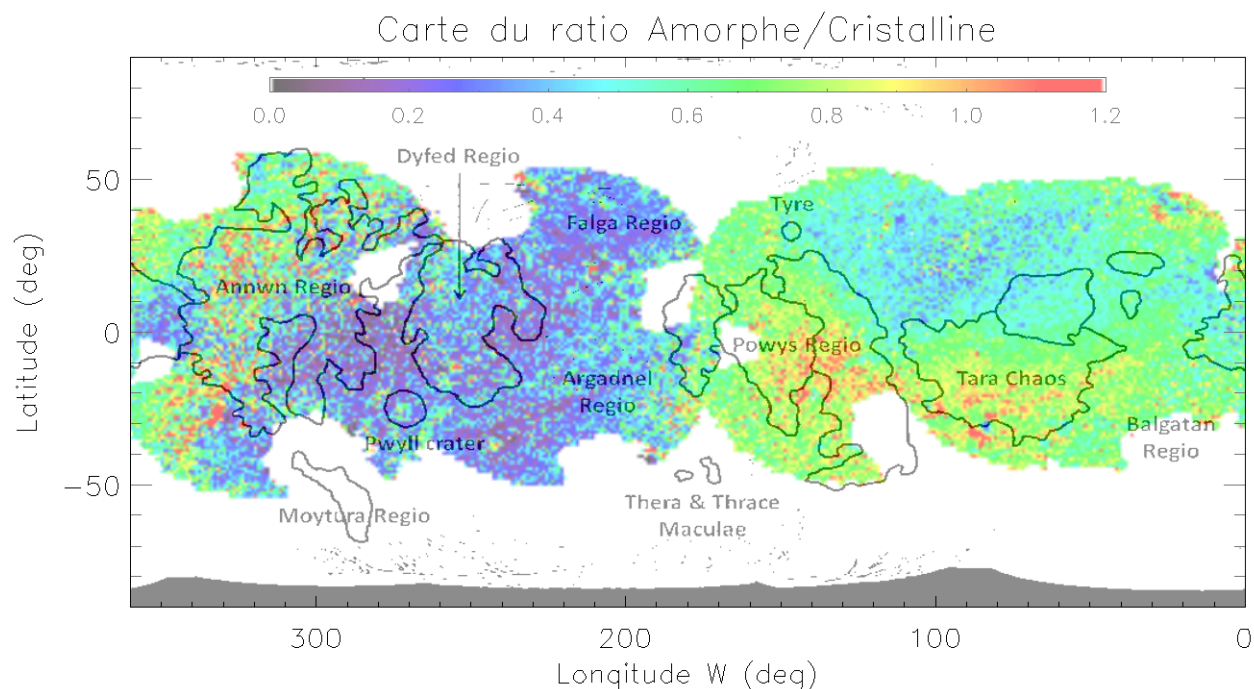 Carte du ratio Amorphe/Cristalline
0.0 0.2 0.4 0.6 0.8 1.0 1.2
Dyfed Regio
Falga Regio
Tyre
Annwn Regio
Powys Regio
Argadnel
Regio
Tara Chaos
Pwyll crater
Balgatan
Regio
Moytura Regio
Thera & Thrace
Maculae
50
0
-50
Latitude (deg)
300 200 100 0
Longitude W (deg)